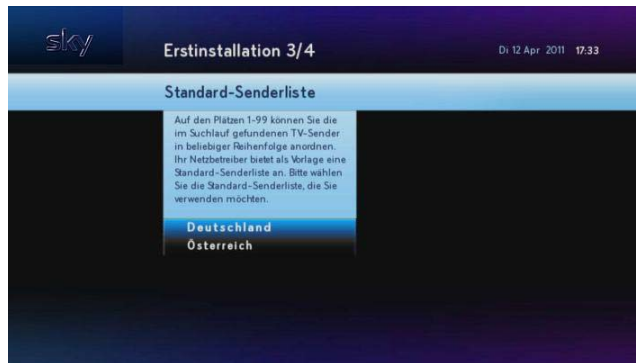 sky
Erstinstallation 3/4
Di 12 Apr 2011 17:33
Standard-Senderliste
Auf den Plätzen 1-99 können Sie die
im Suchlauf gefundenen TV-Sender
in beliebiger Reihenfolge anordnen.
Ihr Netzbetreiber bietet als Vorlage eine
Standard-Senderliste an. Bitte wählen
Sie die Standard-Senderliste, die Sie
verwenden möchten.
Deutschland
Österreich